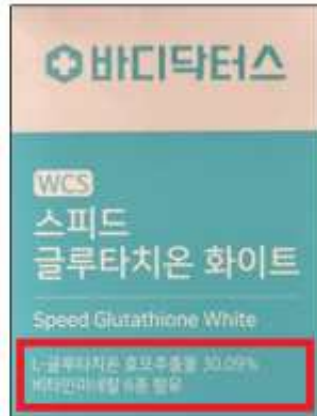 바디닥터스
WCS
스피드
글루타치온 화이트
Speed Glutathione White
L-글루타치온 효모추출물 30.09%
비타민미네랄 6종 함유